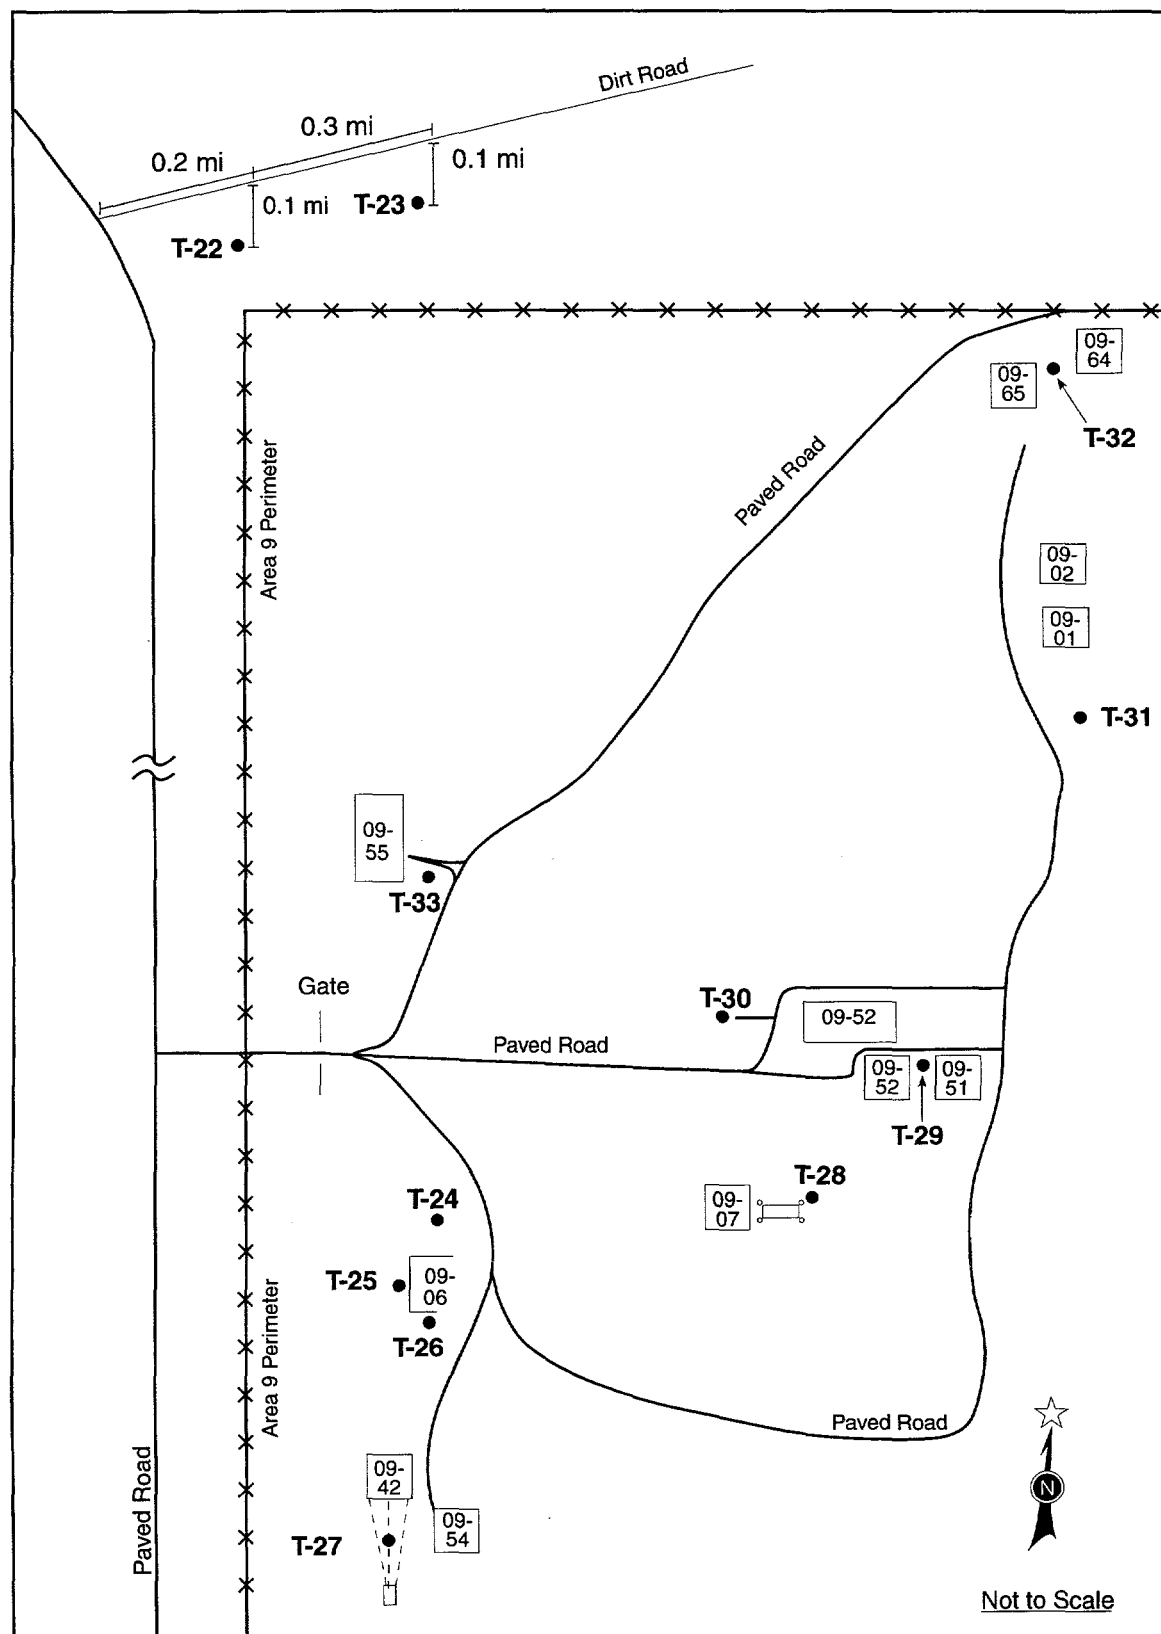 Dirt Road
0.3 mi
0.2 mi
0.1 mi
0.1 mi
T-23
T-22
09-
64
09-
65
T-32
Paved Road
Area 9 Perimeter
09-
02
09-
01
T-31
09-
55
T-33
Gate
T-30
09-52
Paved Road
09-
52
09-
51
T-29
T-28
09-
07
T-24
T-25
09-
06
T-26
Area 9 Perimeter
Paved Road
Paved Road
09-
42
09-
54
T-27
N
Not to Scale